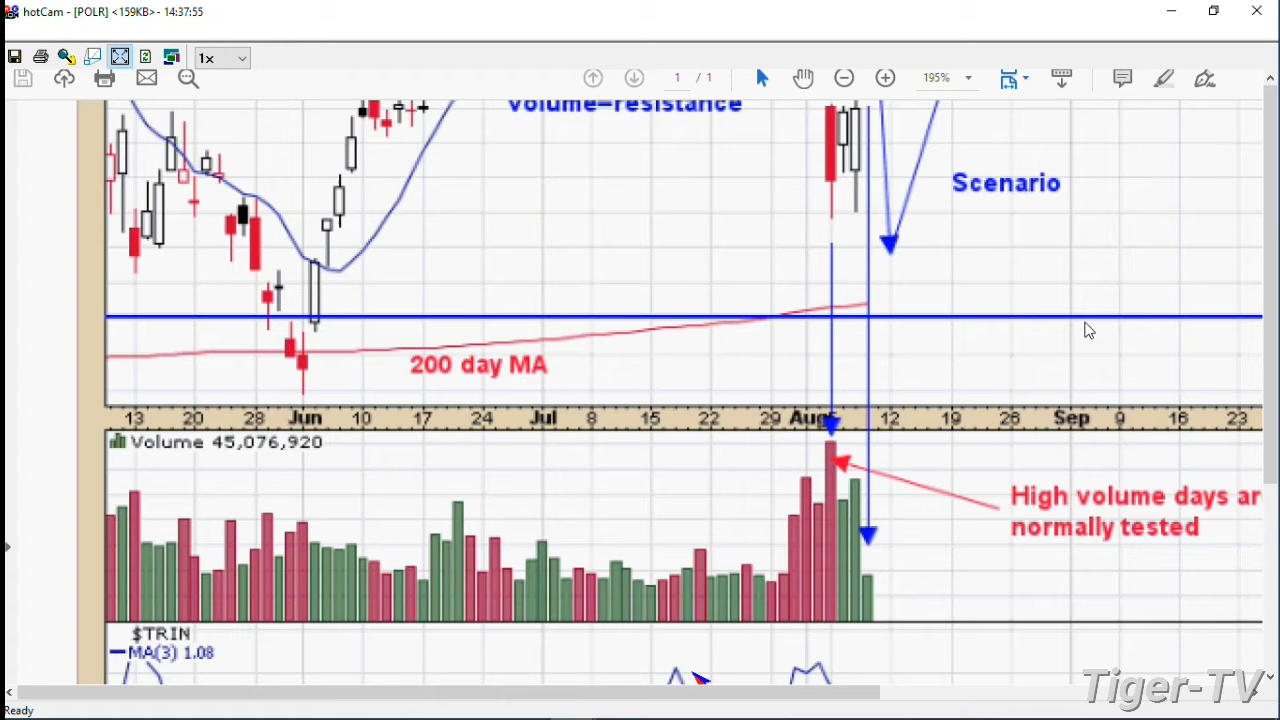 hotCam - [POLR] <159KB> - 14:37:55
1x
1 / 1
195%
Volume-resistance
Scenario
200 day MA
13 20 28 Jun 10 17 24 Jul 8 15 22 29 Aug 12 19 26 Sep 9 16 23
Volume 45,076,920
High volume days ar
normally tested
$TRIN
MA(3) 1.08
Tiger-TV
Ready